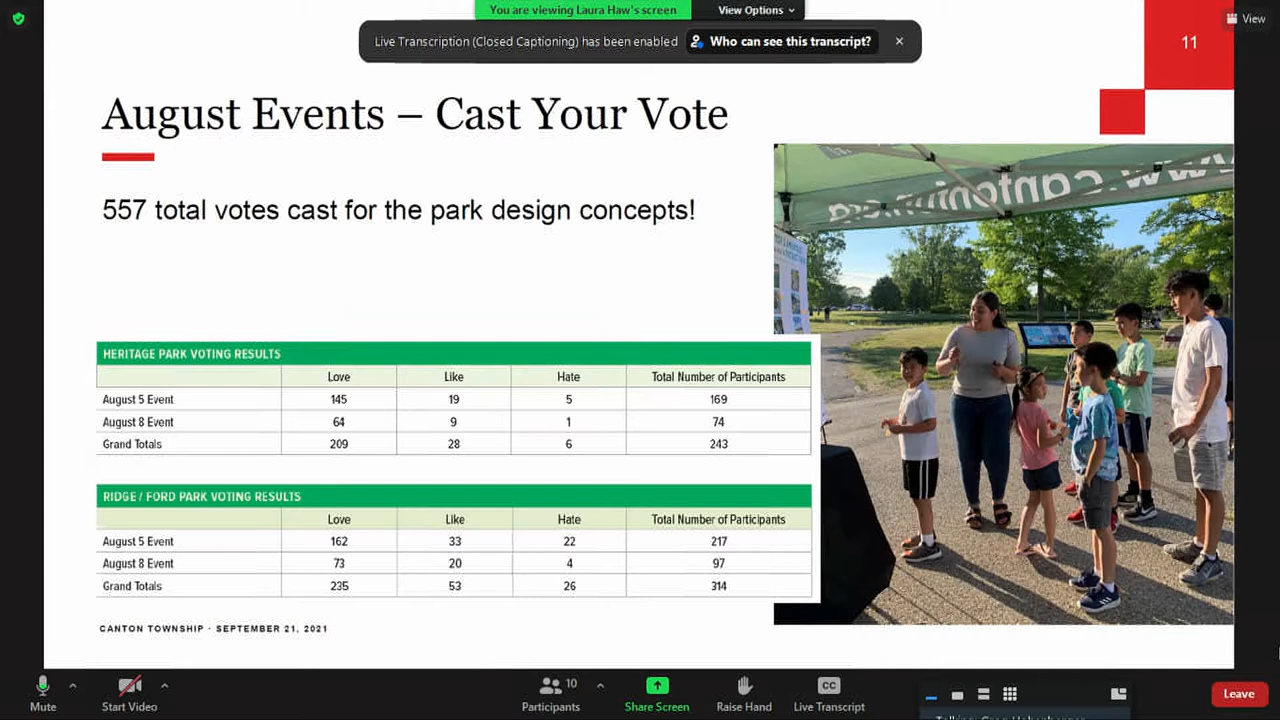 You are viewing Laura Haw's screen View Options
View
Live Transcription (Closed Captioning) has been enabled Who can see this transcript?
11
August Events – Cast Your Vote
557 total votes cast for the park design concepts!
www.canton
HERITAGE PARK VOTING RESULTS
Love Like Hate Total Number of Participants
August 5 Event 145 19 5 169
August 8 Event 64 9 1 74
Grand Totals 209 28 6 243
RIDGE / FORD PARK VOTING RESULTS
Love Like Hate Total Number of Participants
August 5 Event 162 33 22 217
August 8 Event 73 20 4 97
Grand Totals 235 53 26 314
CANTON TOWNSHIP · SEPTEMBER 21, 2021
Mute Start Video Participants 10 Share Screen Raise Hand CC Live Transcript Leave